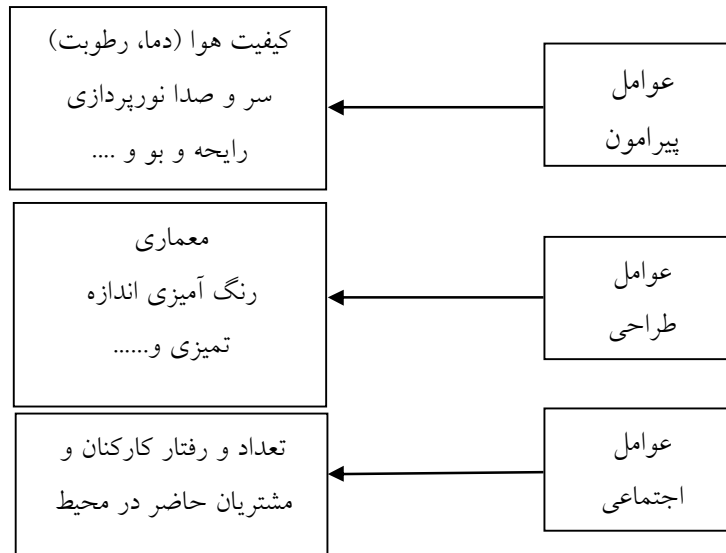 عوامل
پیرامون
کیفیت هوا (دما، رطوبت)
سر و صدا نورپردازی
رایحه و بو و ....
عوامل
طراحی
معماری
رنگ آمیزی اندازه
تمیزی و......
عوامل
اجتماعی
تعداد و رفتار کارکنان و
مشتریان حاضر در محیط